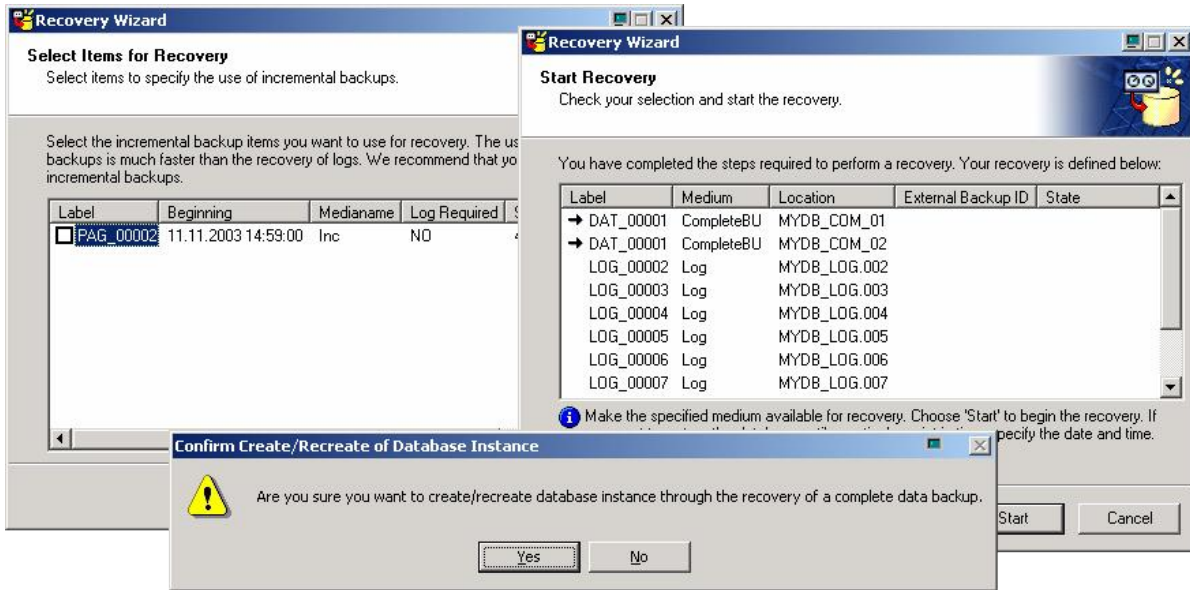 Recovery Wizard
Select Items for Recovery
Select items to specify the use of incremental backups.
Select the incremental backup items you want to use for recovery. The
backups is much faster than the recovery of logs. We recommend that
incremental backups.
Label Beginning Medianame Log Required
PAG_00002 11.11.2003 14:59:00 Inc NO
Recovery Wizard
Start Recovery
Check your selection and start the recovery.
You have completed the steps required to perform a recovery. Your recovery is defined below:
Label Medium Location External Backup ID State
→ DAT_00001 CompleteBU MYDB_COM_01
→ DAT_00001 CompleteBU MYDB_COM_02
LOG_00002 Log MYDB_LOG.002
LOG_00003 Log MYDB_LOG.003
LOG_00004 Log MYDB_LOG.004
LOG_00005 Log MYDB_LOG.005
LOG_00006 Log MYDB_LOG.006
LOG_00007 Log MYDB_LOG.007
Make the specified medium available for recovery. Choose 'Start' to begin the recovery. If
specify the date and time.
Start Cancel
Confirm Create/Recreate of Database Instance
Are you sure you want to create/recreate database instance through the recovery of a complete data backup.
Yes No